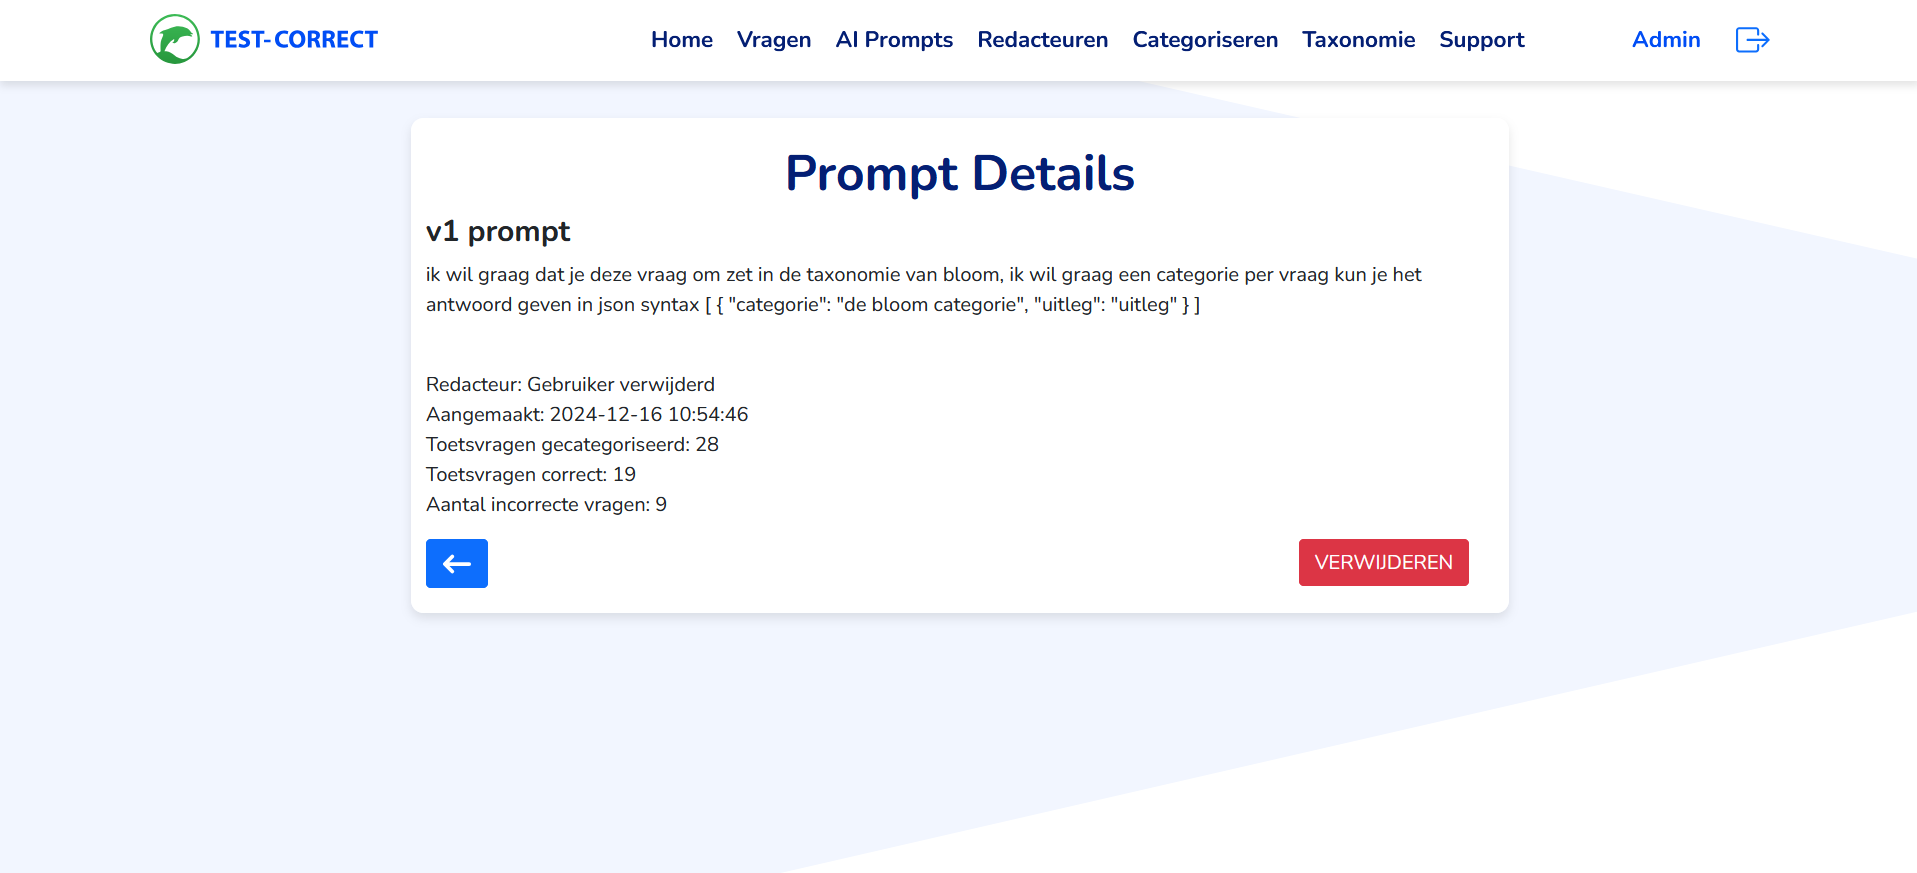 TEST-CORRECT
Home Vragen AI Prompts Redacteuren Categoriseren Taxonomie Support Admin
Prompt Details
v1 prompt
ik wil graag dat je deze vraag om zet in de taxonomie van bloom, ik wil graag een categorie per vraag kun je het
antwoord geven in json syntax [ { "categorie": "de bloom categorie", "uitleg": "uitleg" } ]
Redacteur: Gebruiker verwijderd
Aangemaakt: 2024-12-16 10:54:46
Toetsvragen gecategoriseerd: 28
Toetsvragen correct: 19
Aantal incorrecte vragen: 9
VERWIJDEREN